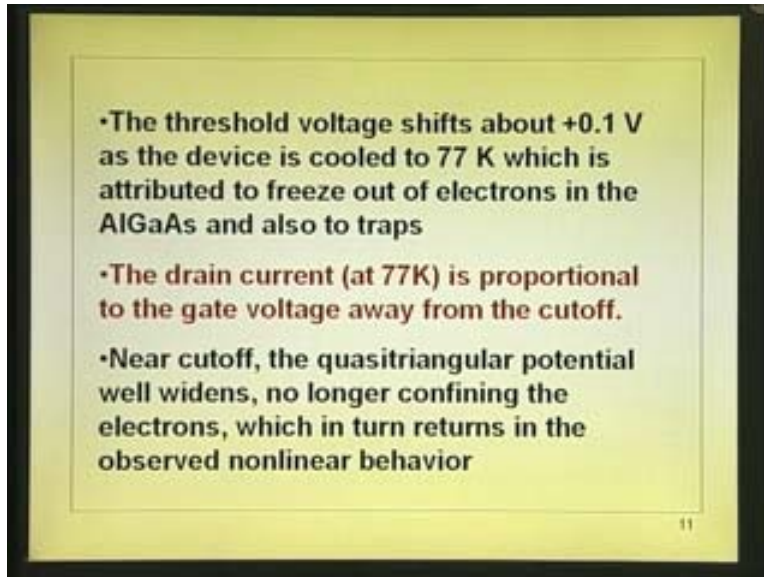 •The threshold voltage shifts about +0.1 V
as the device is cooled to 77 K which is
attributed to freeze out of electrons in the
AlGaAs and also to traps
•The drain current (at 77K) is proportional
to the gate voltage away from the cutoff.
•Near cutoff, the quasitriangular potential
well widens, no longer confining the
electrons, which in turn returns in the
observed nonlinear behavior
11